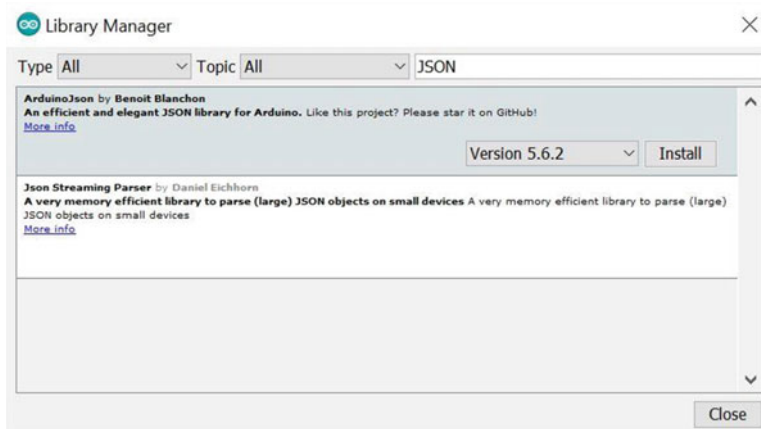 Library Manager
Type All Topic All JSON
ArduinoJson by Benoit Blanchon
An efficient and elegant JSON library for Arduino. Like this project? Please star it on GitHub!
More info
Version 5.6.2 Install
Json Streaming Parser by Daniel Eichhorn
A very memory efficient library to parse (large) JSON objects on small devices A very memory efficient library to parse (large)
JSON objects on small devices
More info
Close